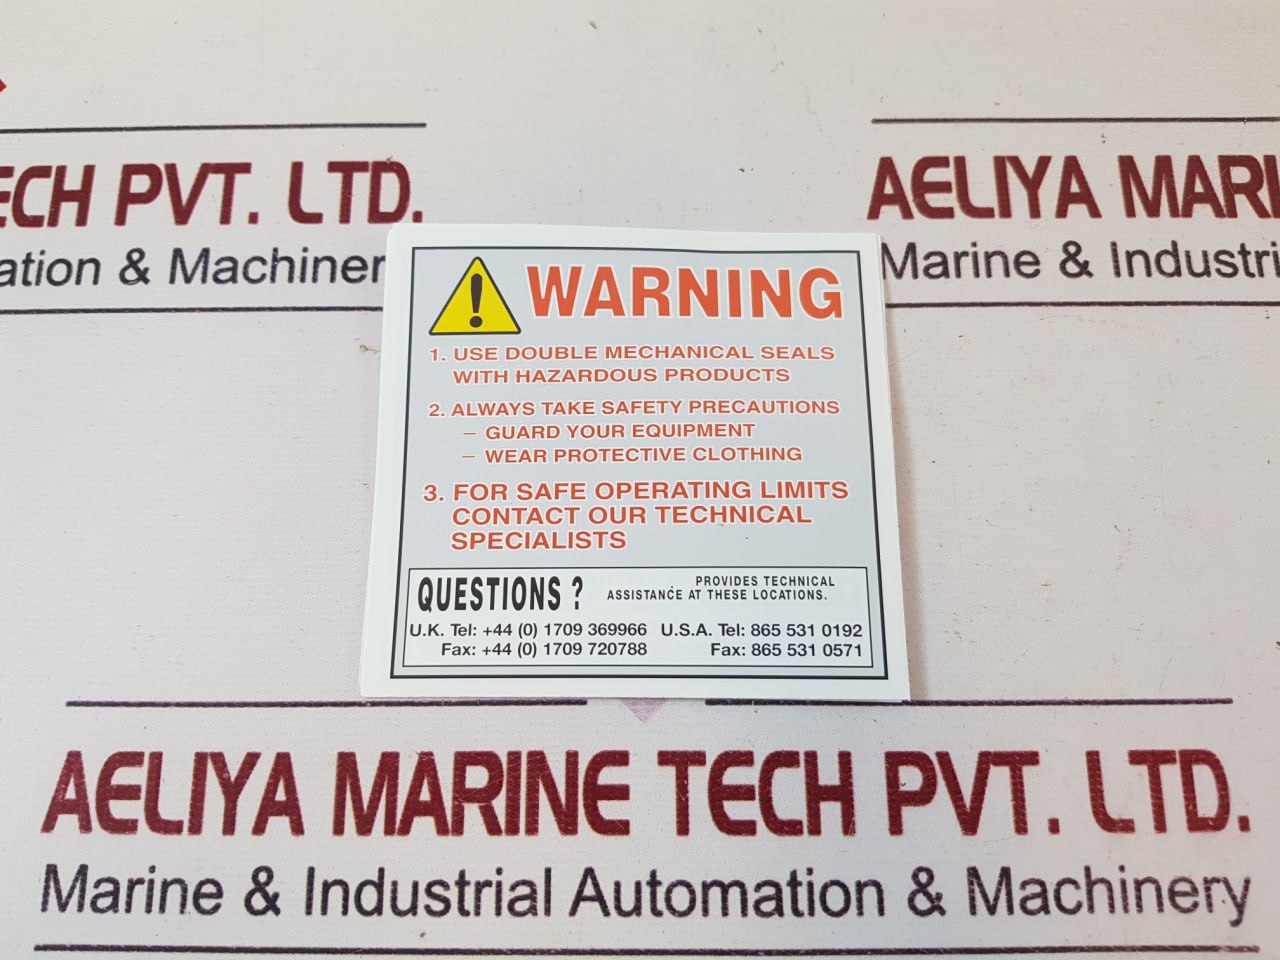 ECH PVT. LTD.
ation & Machiner
AELIYA MARI
Marine & Industri
WARNING
1. USE DOUBLE MECHANICAL SEALS
WITH HAZARDOUS PRODUCTS
2. ALWAYS TAKE SAFETY PRECAUTIONS
– GUARD YOUR EQUIPMENT
– WEAR PROTECTIVE CLOTHING
3. FOR SAFE OPERATING LIMITS
CONTACT OUR TECHNICAL
SPECIALISTS
QUESTIONS ?
PROVIDES TECHNICAL
ASSISTANCE AT THESE LOCATIONS.
U.K. Tel: +44 (0) 1709 369966 U.S.A. Tel: 865 531 0192
Fax: +44 (0) 1709 720788 Fax: 865 531 0571
AELIYA MARINE TECH PVT. LTD.
Marine & Industrial Automation & Machinery